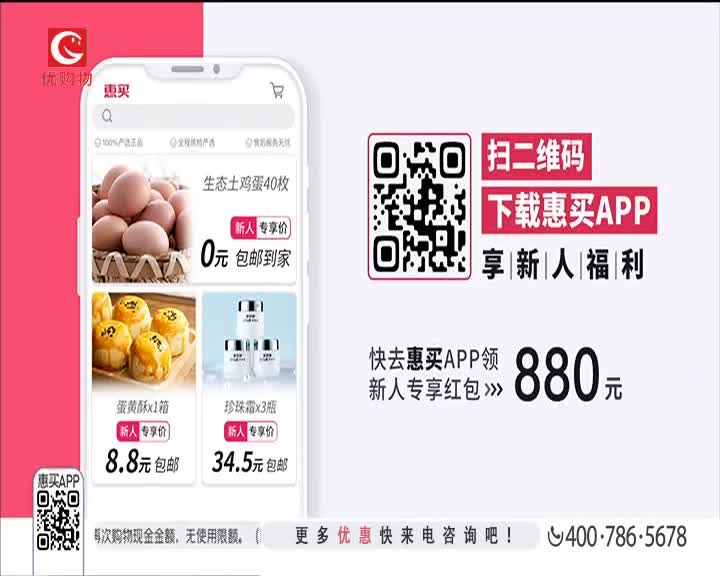 优购物
惠买
100%严选正品
全程质检严选
售后服务无忧
生态土鸡蛋40枚
新人 专享价
0元 包邮到家
蛋黄酥x1箱
新人 专享价
8.8元 包邮
珍珠霜x3瓶
新人 专享价
34.5元 包邮
扫二维码
下载惠买APP
享 新 人 福 利
快去惠买APP领
新人专享红包 880元
惠买APP
再次购物现金金额，无使用限额。
更多优惠快来电咨询吧！
400-786-5678